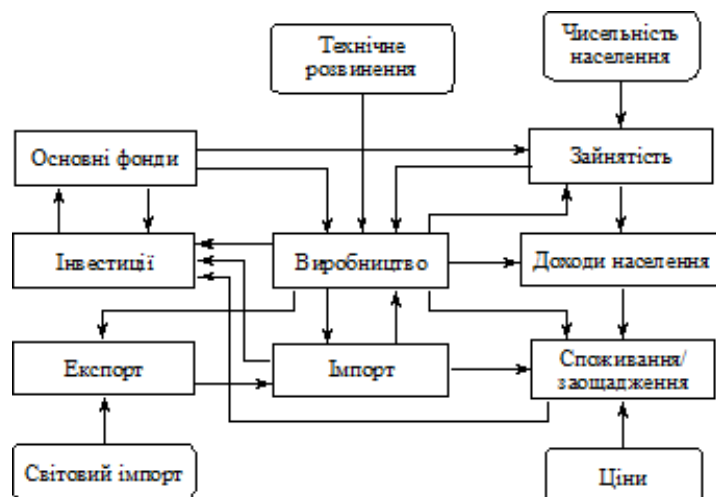 Технічне
розвинення
Чисельність
населення
Основні фонди
Зайнятість
Інвестиції
Виробництво
Доходи населення
Експорт
Імпорт
Споживання/
заощадження
Світовий імпорт
Ціни